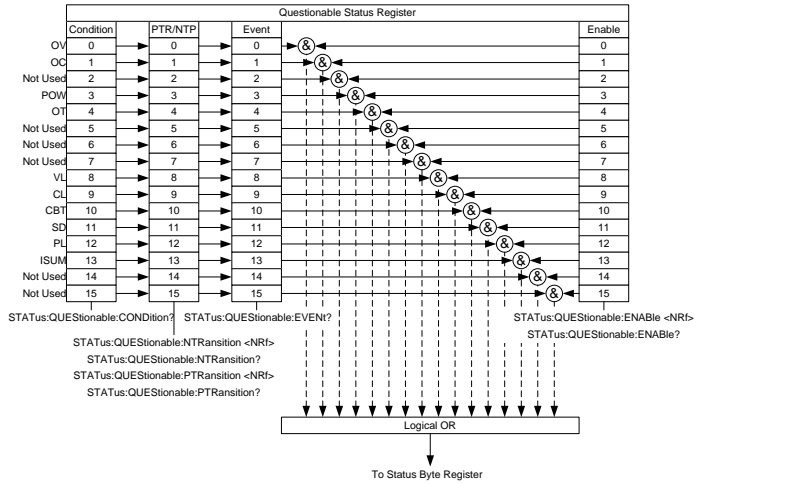 Questionable Status Register
Condition PTR/NTP Event Enable
OV 0 0 0 & 0
OC 1 1 1 & 1
Not Used 2 2 2 & 2
POW 3 3 3 & 3
OT 4 4 4 & 4
Not Used 5 5 5 & 5
Not Used 6 6 6 & 6
Not Used 7 7 7 & 7
VL 8 8 8 & 8
CL 9 9 9 & 9
CBT 10 10 10 & 10
SD 11 11 11 & 11
PL 12 12 12 & 12
ISUM 13 13 13 & 13
Not Used 14 14 14 & 14
Not Used 15 15 15 & 15
STATus:QUEStionable:CONDition? STATus:QUEStionable:EVENt? STATus:QUEStionable:ENABle <NRf>
STATus:QUEStionable:ENABle?
STATus:QUEStionable:NTRansition <NRf>
STATus:QUEStionable:NTRansition?
STATus:QUEStionable:PTRansition <NRf>
STATus:QUEStionable:PTRansition?
Logical OR
To Status Byte Register